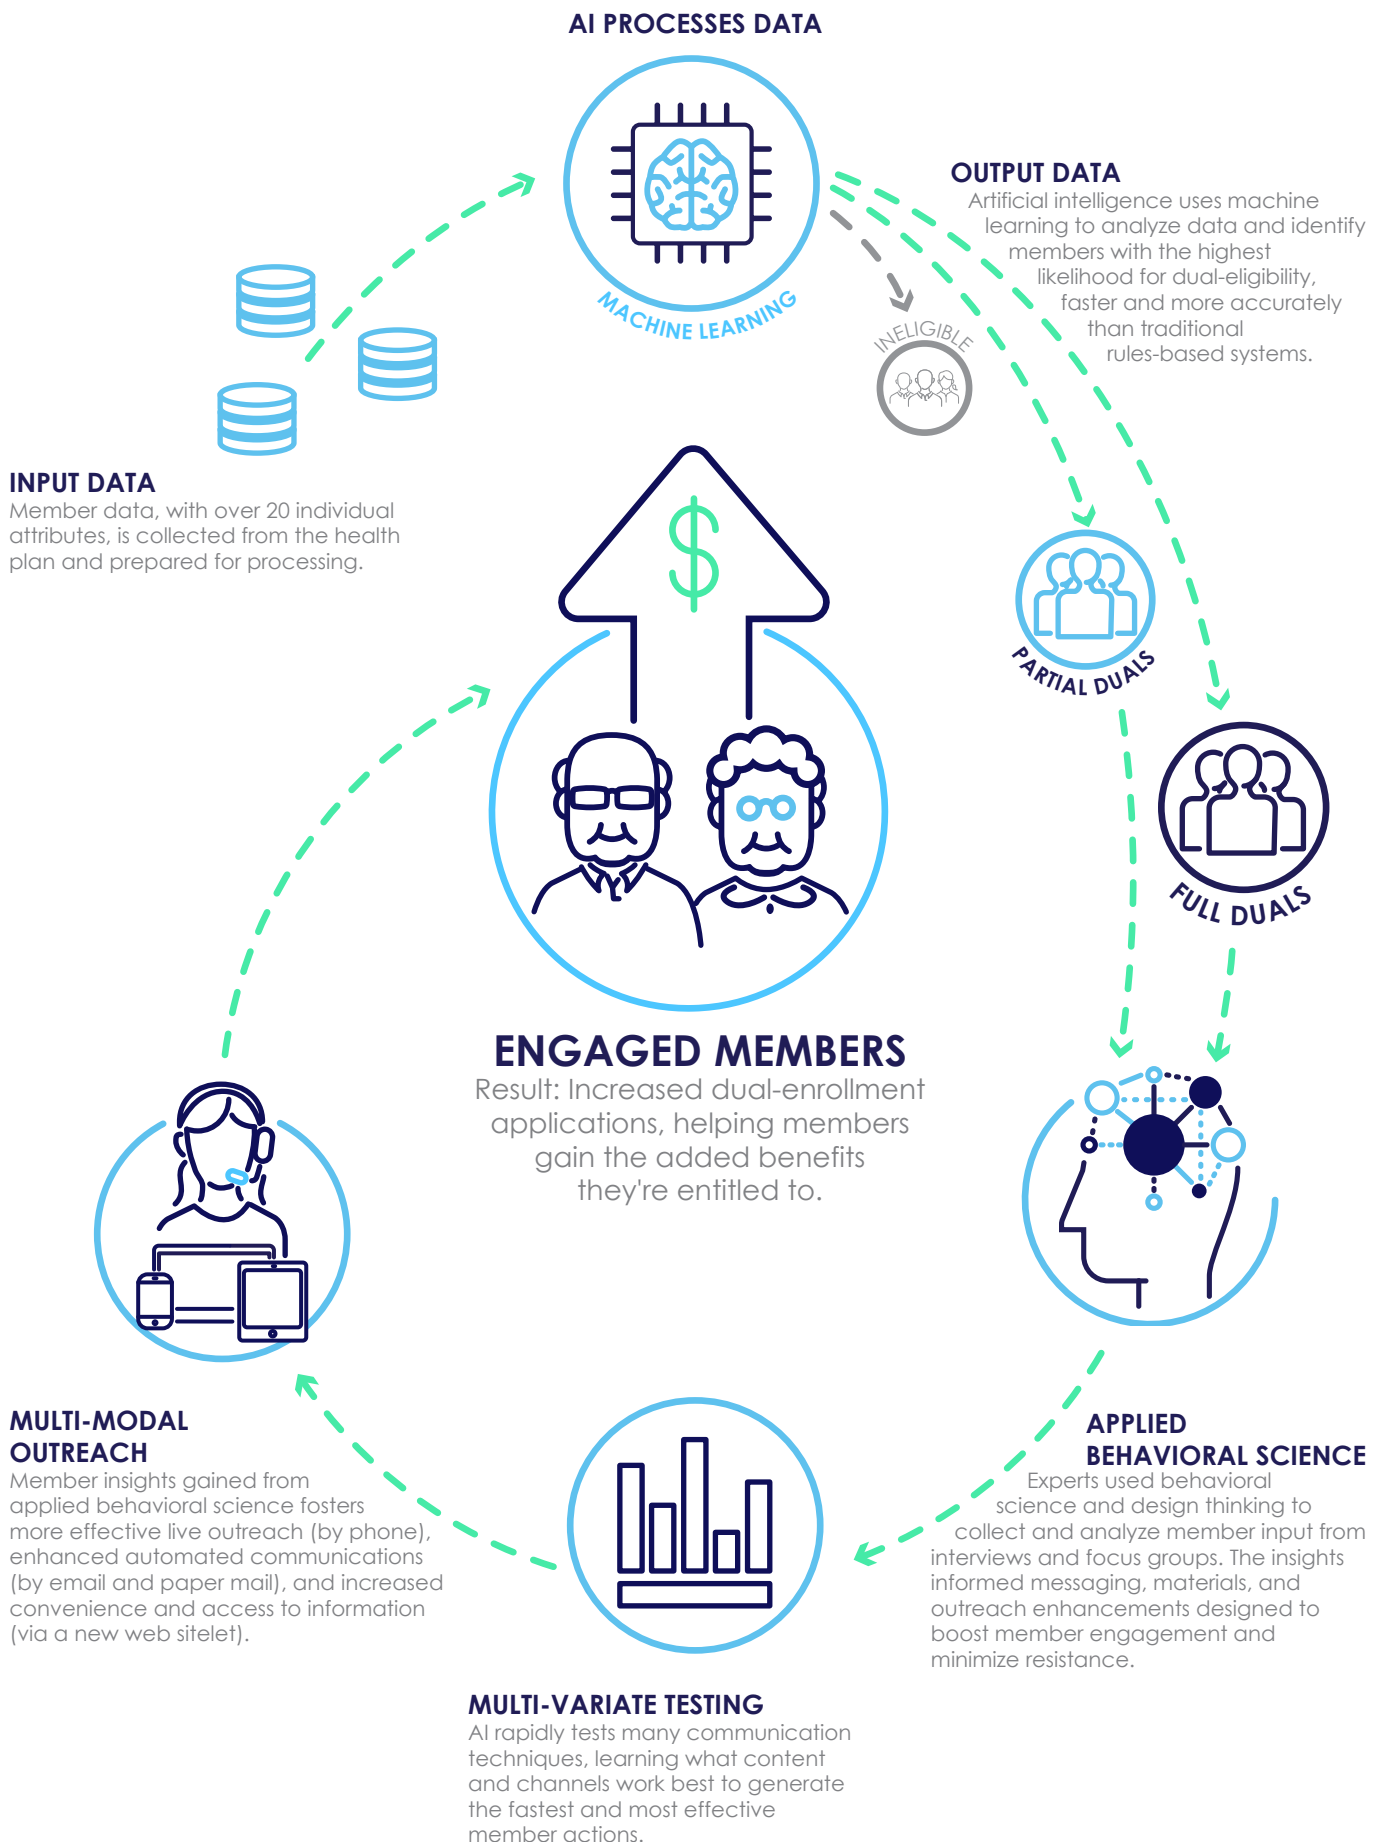 AI PROCESSES DATA
MACHINE LEARNING
OUTPUT DATA
Artificial intelligence uses machine
learning to analyze data and identify
members with the highest
likelihood for dual-eligibility,
faster and more accurately
than traditional
rules-based systems.
INELIGIBLE
INPUT DATA
Member data, with over 20 individual
attributes, is collected from the health
plan and prepared for processing.
$
PARTIAL DUALS
FULL DUALS
ENGAGED MEMBERS
Result: Increased dual-enrollment
applications, helping members
gain the added benefits
they're entitled to.
APPLIED
BEHAVIORAL SCIENCE
Experts used behavioral
science and design thinking to
collect and analyze member input from
interviews and focus groups. The insights
informed messaging, materials, and
outreach enhancements designed to
boost member engagement and
minimize resistance.
MULTI-VARIATE TESTING
AI rapidly tests many communication
techniques, learning what content
and channels work best to generate
the fastest and most effective
member actions.
MULTI-MODAL
OUTREACH
Member insights gained from
applied behavioral science fosters
more effective live outreach (by phone),
enhanced automated communications
(by email and paper mail), and increased
convenience and access to information
(via a new web sitelet).